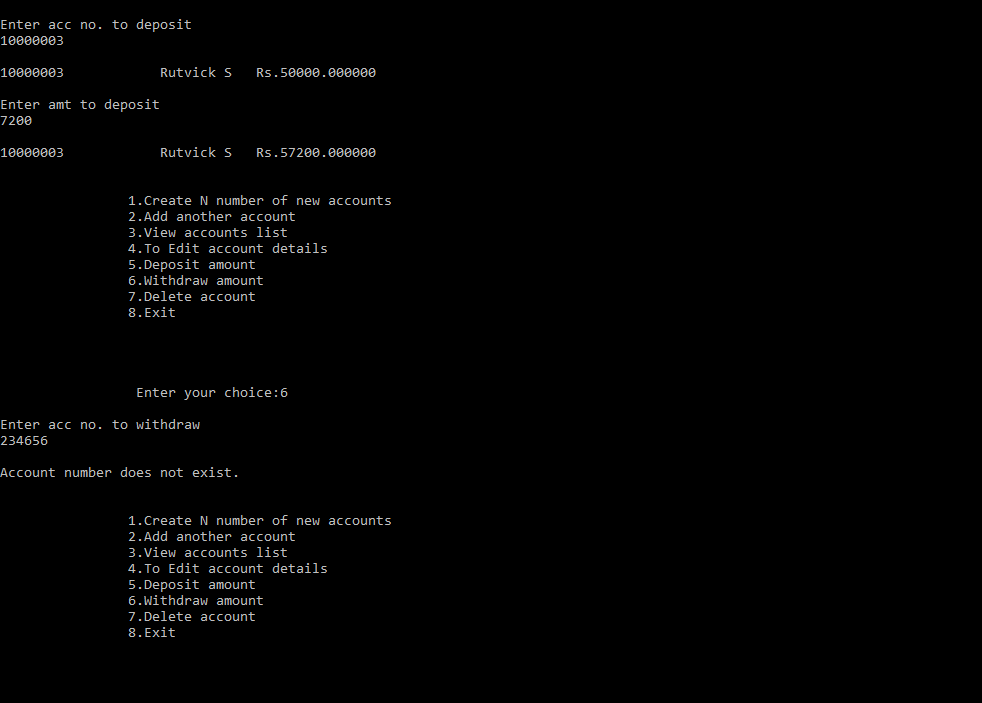 Enter acc no. to deposit
10000003
10000003            Rutvick S   Rs.50000.000000
Enter amt to deposit
7200
10000003            Rutvick S   Rs.57200.000000
1.Create N number of new accounts
2.Add another account
3.View accounts list
4.To Edit account details
5.Deposit amount
6.Withdraw amount
7.Delete account
8.Exit
Enter your choice:6
Enter acc no. to withdraw
234656
Account number does not exist.
1.Create N number of new accounts
2.Add another account
3.View accounts list
4.To Edit account details
5.Deposit amount
6.Withdraw amount
7.Delete account
8.Exit